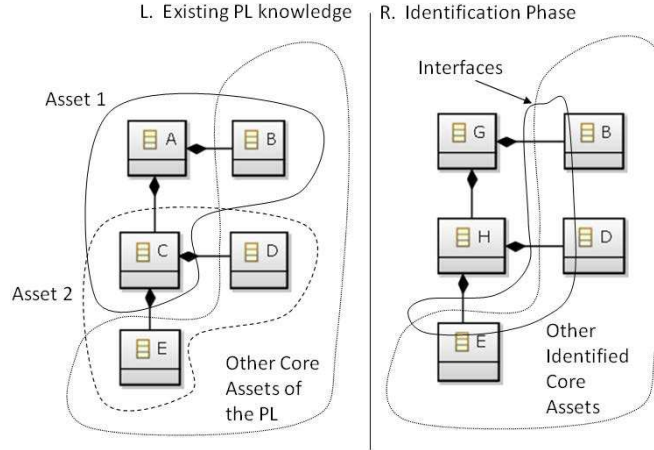 L. Existing PL knowledge
R. Identification Phase
Interfaces
Asset 1
A
B
G
B
C
D
H
D
Asset 2
E
E
Other Core
Assets of
the PL
Other
Identified
Core
Assets